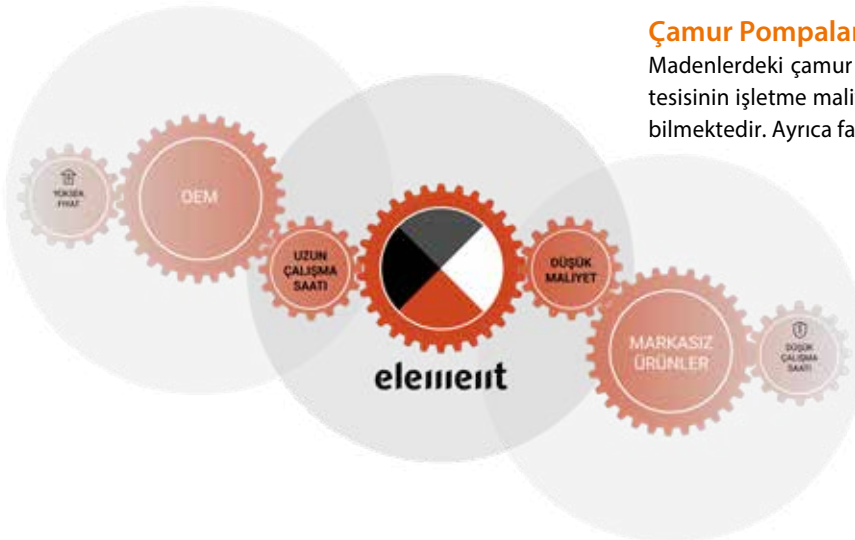 Çamur Pompalar
Madenlerdeki çamur
tesisinin işletme mali
bilmektedir. Ayrıca fa
YÜKSEK
FİYAT
OEM
UZUN
ÇALIŞMA
SAATİ
DÜŞÜK
MALİYET
MARKASIZ
ÜRÜNLER
DÜŞÜK
ÇALIŞMA
SAATİ
element